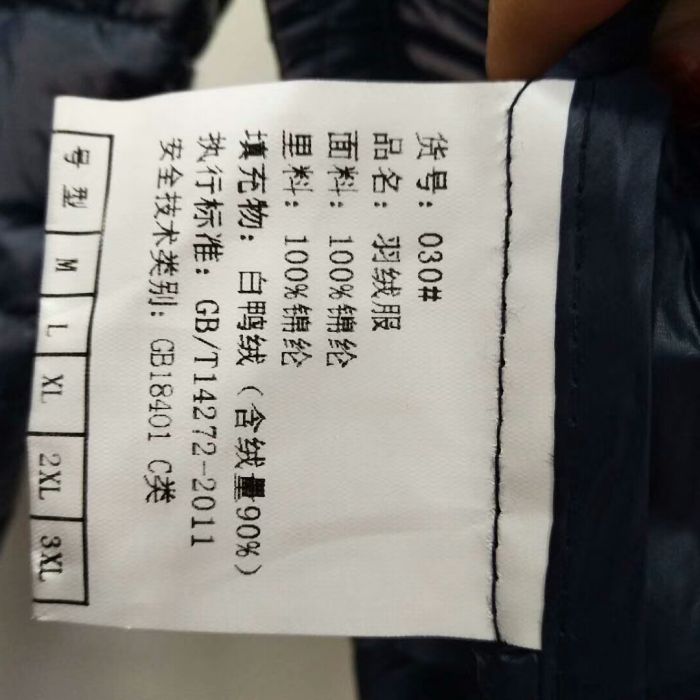 货号：030#
品名：羽绒服
面料：100%锦纶
里料：100%锦纶
填充物：白鸭绒（含绒量90%）
执行标准：GB/T14272-2011
安全技术类别：GB18401 C类
号型 M L XL 2XL 3XL